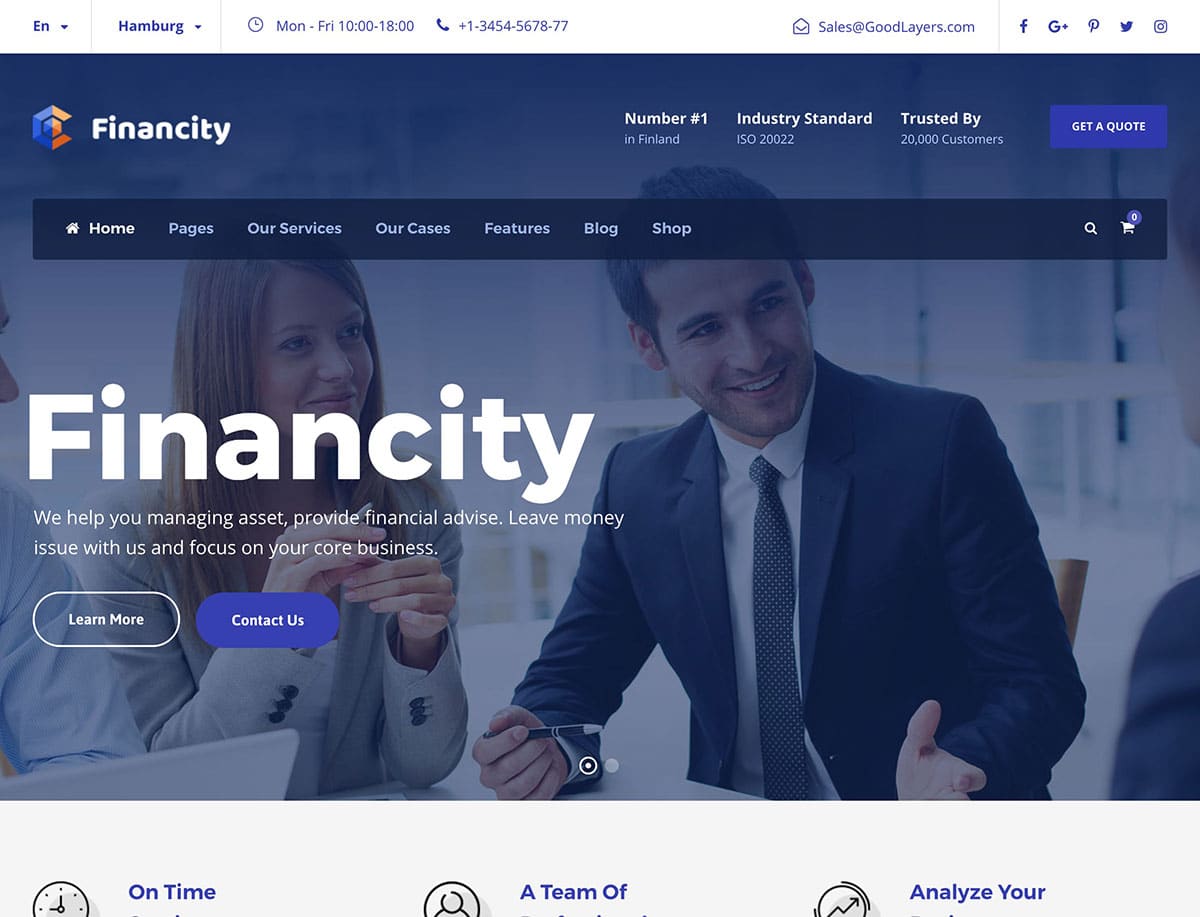 En
Hamburg
Mon - Fri 10:00-18:00
+1-3454-5678-77
Sales@GoodLayers.com
Financity
Number #1
in Finland
Industry Standard
ISO 20022
Trusted By
20,000 Customers
GET A QUOTE
Home
Pages
Our Services
Our Cases
Features
Blog
Shop
0
Financity
We help you managing asset, provide financial advise. Leave money
issue with us and focus on your core business.
Learn More
Contact Us
On Time
A Team Of
Analyze Your